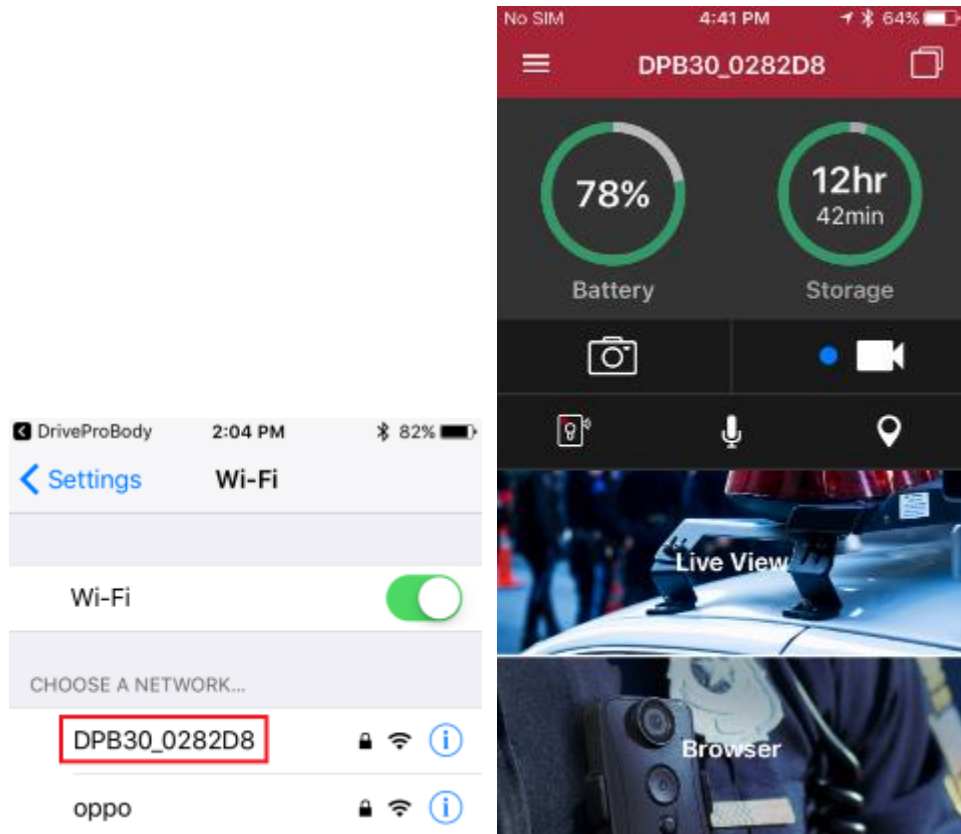 DriveProBody 2:04 PM 82%
Settings Wi-Fi
Wi-Fi
CHOOSE A NETWORK...
DPB30_0282D8
oppo
No SIM 4:41 PM 64%
DPB30_0282D8
78%
Battery
12hr
42min
Storage
Live View
Browser